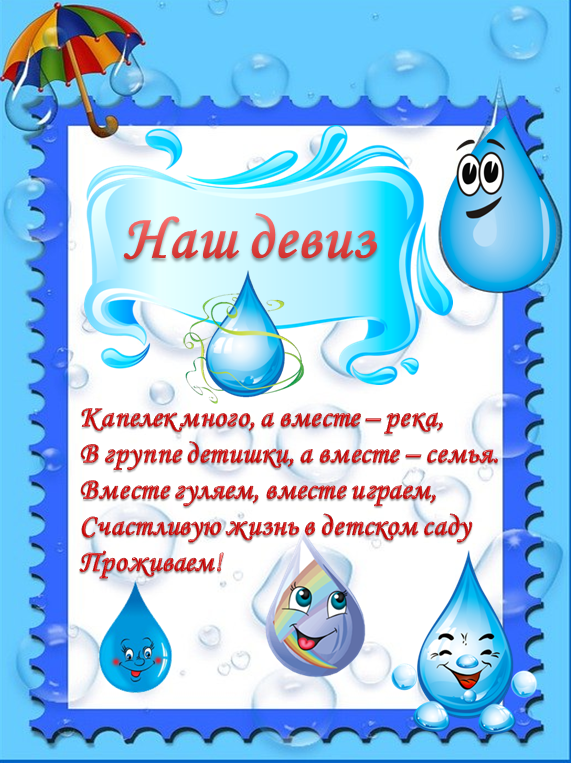 Наш девиз
Капелек много, а вместе – река,
В группе детишки, а вместе – семья.
Вместе гуляем, вместе играем,
Счастливую жизнь в детском саду
Проживаем!